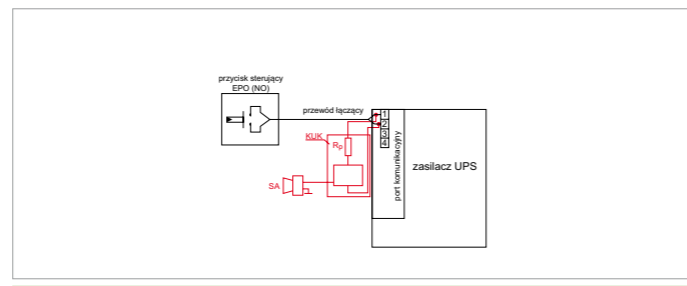 przycisk sterujący
EPO (NO)
przewód łączący
1
2
3
4
KUK
Rp
SA
port komunikacyjny
zasilacz UPS